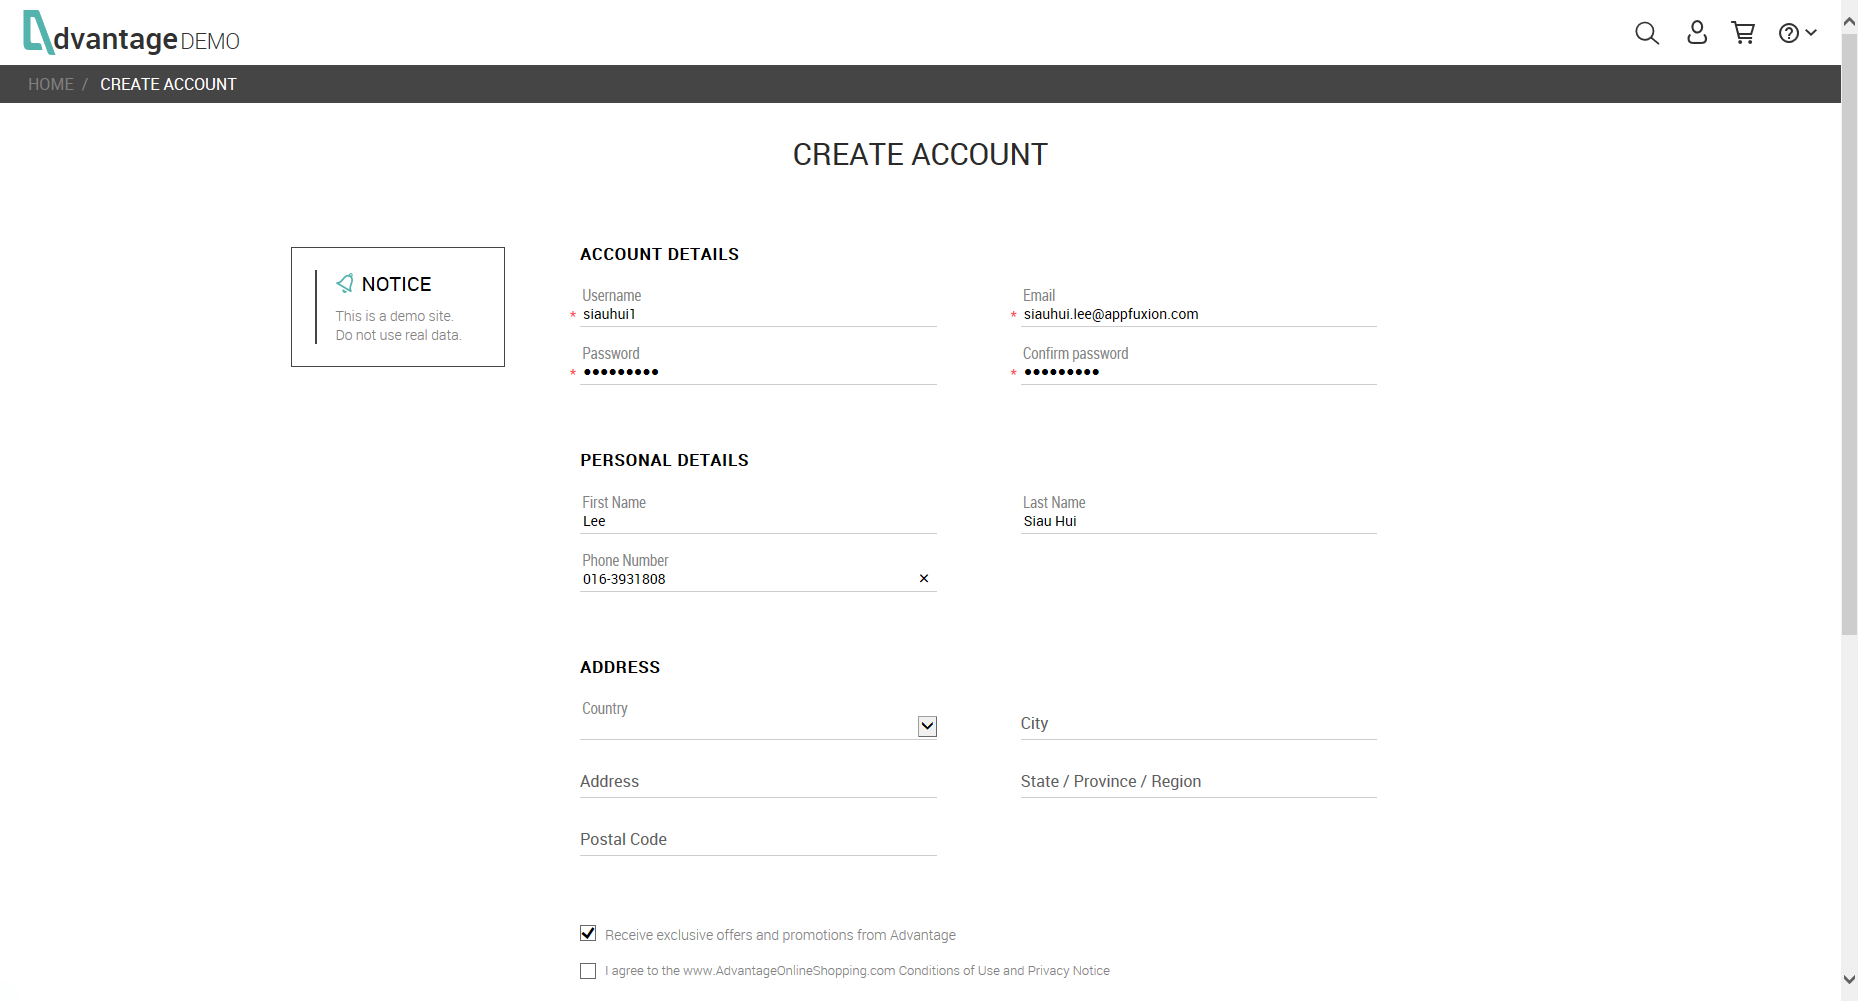 dvantage DEMO
HOME / CREATE ACCOUNT
CREATE ACCOUNT
NOTICE
This is a demo site.
Do not use real data.
ACCOUNT DETAILS
Username Email
* siauhui1 * siauhui.lee@appfuxion.com
Password Confirm password
* ••••••••• * •••••••••
PERSONAL DETAILS
First Name Last Name
Lee Siau Hui
Phone Number
016-3931808 ×
ADDRESS
Country
City
Address State / Province / Region
Postal Code
Receive exclusive offers and promotions from Advantage
I agree to the www.AdvantageOnlineShopping.com Conditions of Use and Privacy Notice